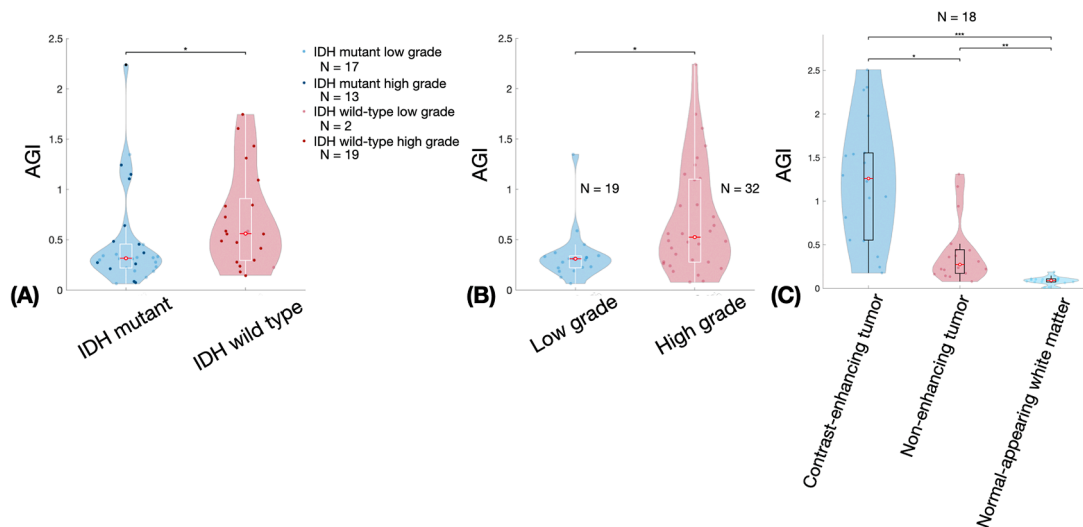 (A)
AGI
2.5
2
1.5
1
0.5
0
*
IDH mutant
IDH wild type
IDH mutant low grade
N = 17
IDH mutant high grade
N = 13
IDH wild-type low grade
N = 2
IDH wild-type high grade
N = 19
(B)
AGI
2.5
2
1.5
1
0.5
0
*
N = 19
N = 32
Low grade
High grade
(C)
N = 18
AGI
2.5
2
1.5
1
0.5
0
***
**
*
Contrast-enhancing tumor
Non-enhancing tumor
Normal-appearing white matter